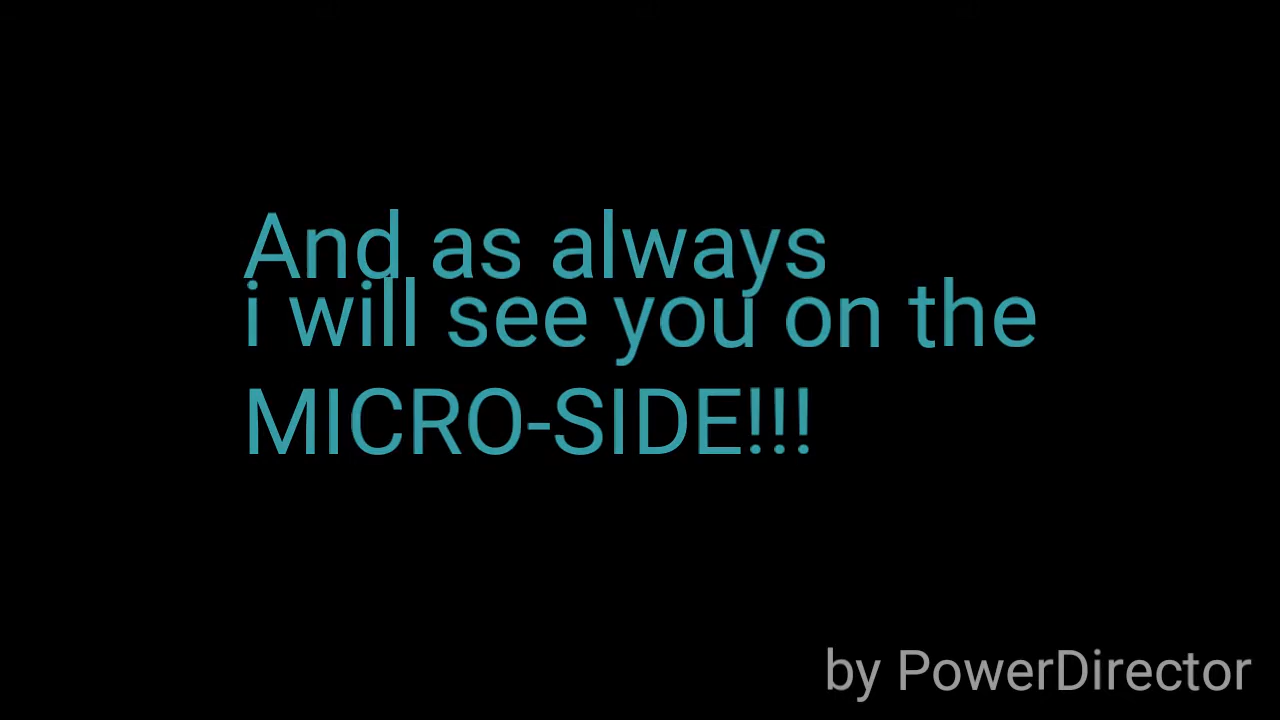 And as always
i will see you on the
MICRO-SIDE!!!
by PowerDirector